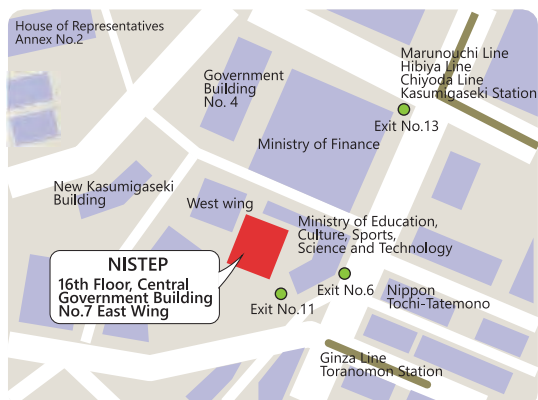 House of Representatives
Annex No.2
Marunouchi Line
Hibiya Line
Chiyoda Line
Kasumigaseki Station
Exit No.13
Government
Building
No. 4
Ministry of Finance
New Kasumigaseki
Building
West wing
Ministry of Education,
Culture, Sports,
Science and Technology
NISTEP
16th Floor, Central
Government Building
No.7 East Wing
Exit No.11
Exit No.6
Nippon
Tochi-Tatemono
Ginza Line
Toranomon Station